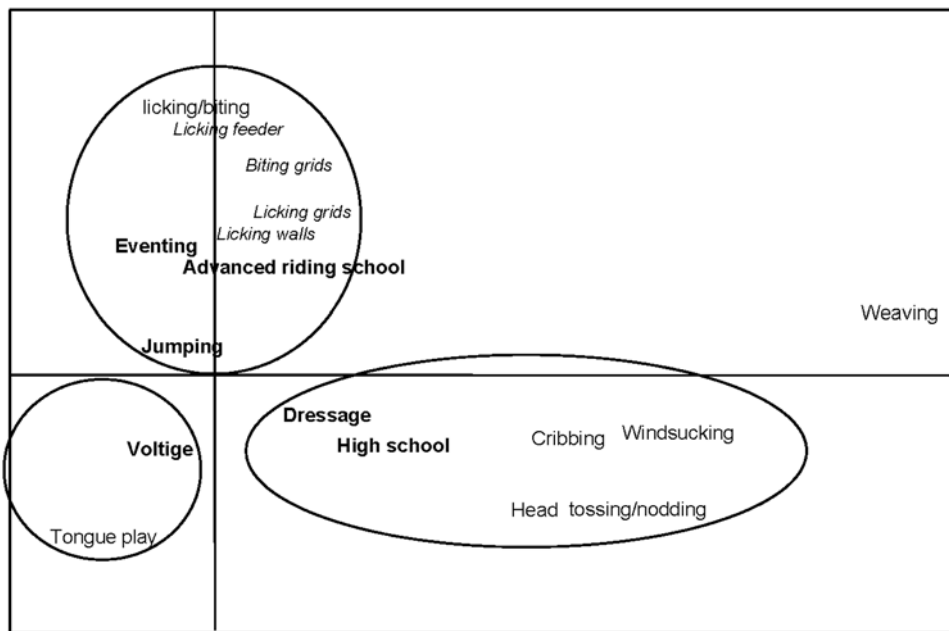 licking/biting
Licking feeder
Biting grids
Licking grids
Licking walls
Eventing
Advanced riding school
Weaving
Jumping
Dressage
Voltige
High school
Cribbing
Windsucking
Head tossing/nodding
Tongue play